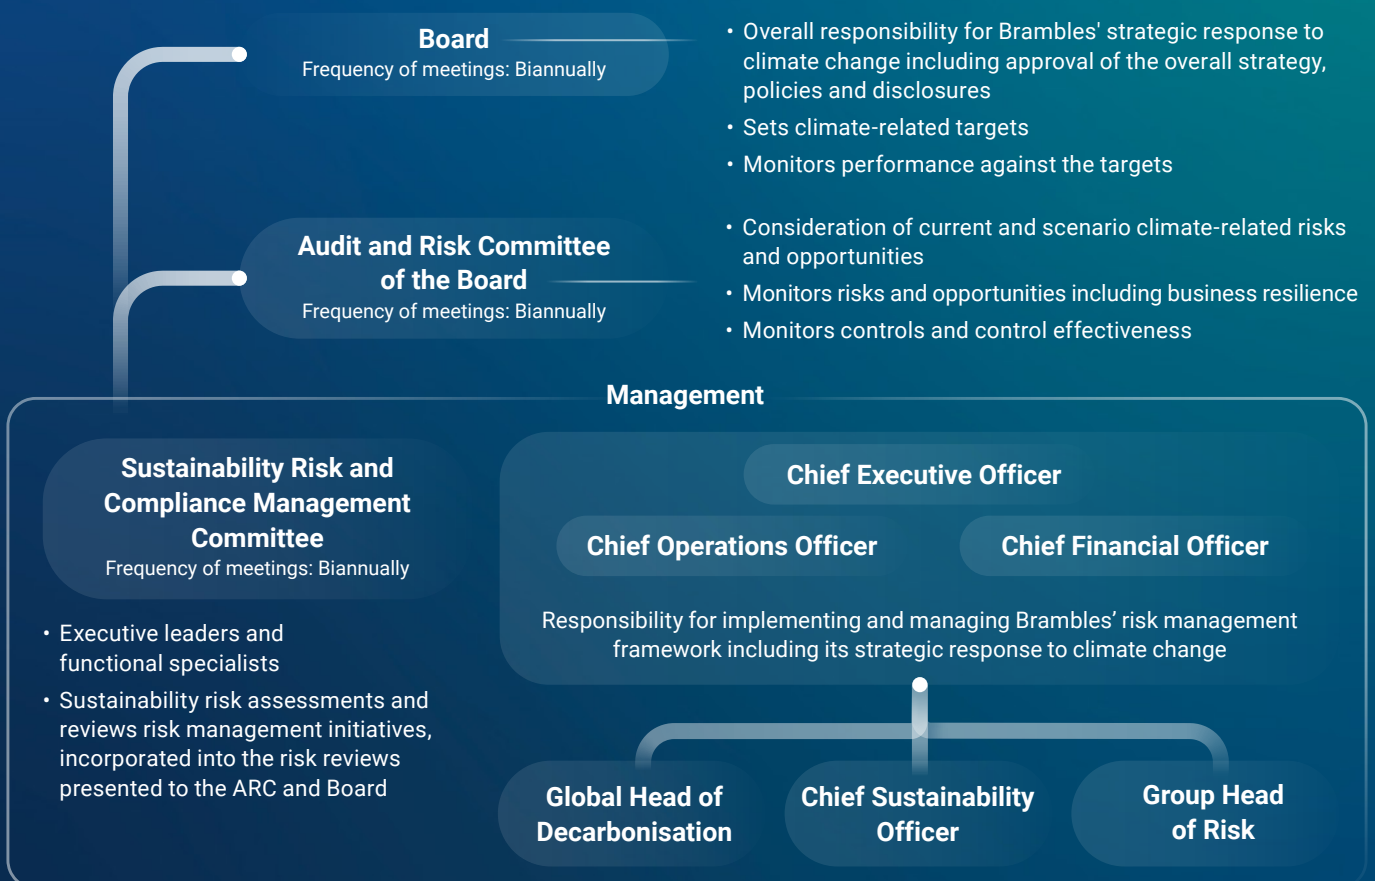 Board
Frequency of meetings: Biannually
• Overall responsibility for Brambles' strategic response to
climate change including approval of the overall strategy,
policies and disclosures
• Sets climate-related targets
• Monitors performance against the targets
Audit and Risk Committee
of the Board
Frequency of meetings: Biannually
• Consideration of current and scenario climate-related risks
and opportunities
• Monitors risks and opportunities including business resilience
• Monitors controls and control effectiveness
Management
Sustainability Risk and
Compliance Management
Committee
Frequency of meetings: Biannually
• Executive leaders and
functional specialists
• Sustainability risk assessments and
reviews risk management initiatives,
incorporated into the risk reviews
presented to the ARC and Board
Chief Executive Officer
Chief Operations Officer
Chief Financial Officer
Responsibility for implementing and managing Brambles’ risk management
framework including its strategic response to climate change
Global Head of
Decarbonisation
Chief Sustainability
Officer
Group Head
of Risk